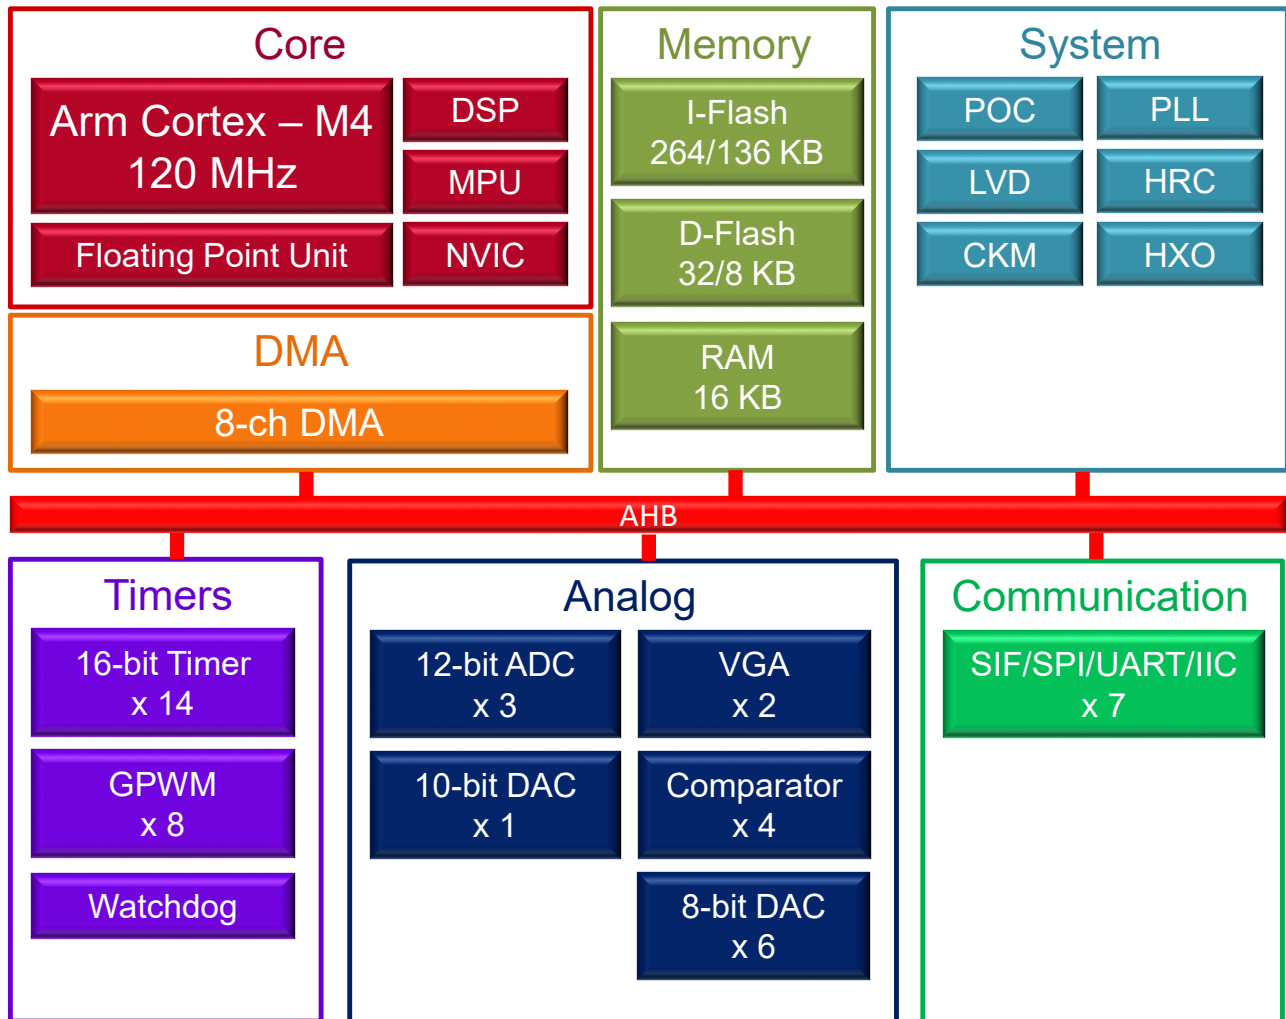 Core
Arm Cortex – M4
120 MHz
DSP
MPU
Floating Point Unit
NVIC
DMA
8-ch DMA
Memory
I-Flash
264/136 KB
D-Flash
32/8 KB
RAM
16 KB
System
POC
PLL
LVD
HRC
CKM
HXO
AHB
Timers
16-bit Timer
x 14
GPWM
x 8
Watchdog
Analog
12-bit ADC
x 3
VGA
x 2
10-bit DAC
x 1
Comparator
x 4
8-bit DAC
x 6
Communication
SIF/SPI/UART/IIC
x 7